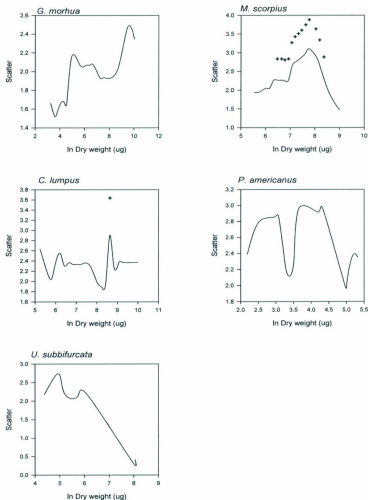 G. morhua
M. scorpius
2.6
2.4
2.2
2.0
1.8
1.6
1.4
Scatter
2 4 6 8 10 12
ln Dry weight (ug)
4.0
3.5
3.0
2.5
2.0
1.5
1.0
Scatter
5 6 7 8 9 10
ln Dry weight (ug)
C. lumpus
P. americanus
3.8
3.6
3.4
3.2
3.0
2.8
2.6
2.4
2.2
2.0
1.8
Scatter
5 6 7 8 9 10 11
ln Dry weight (ug)
3.2
3.0
2.8
2.6
2.4
2.2
2.0
1.8
Scatter
2.0 2.5 3.0 3.5 4.0 4.5 5.0 5.5
ln Dry weight (ug)
U. subbifurcata
3.0
2.5
2.0
1.5
1.0
0.5
0.0
Scatter
4 5 6 7 8 9
ln Dry weight (ug)